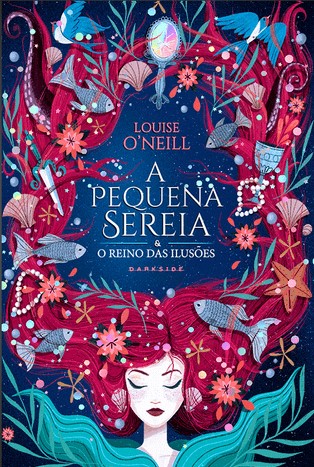 LOUISE
O'NEILL
A
PEQUENA
SEREIA
&
O REINO DAS ILUSÕES
DARKSIDE